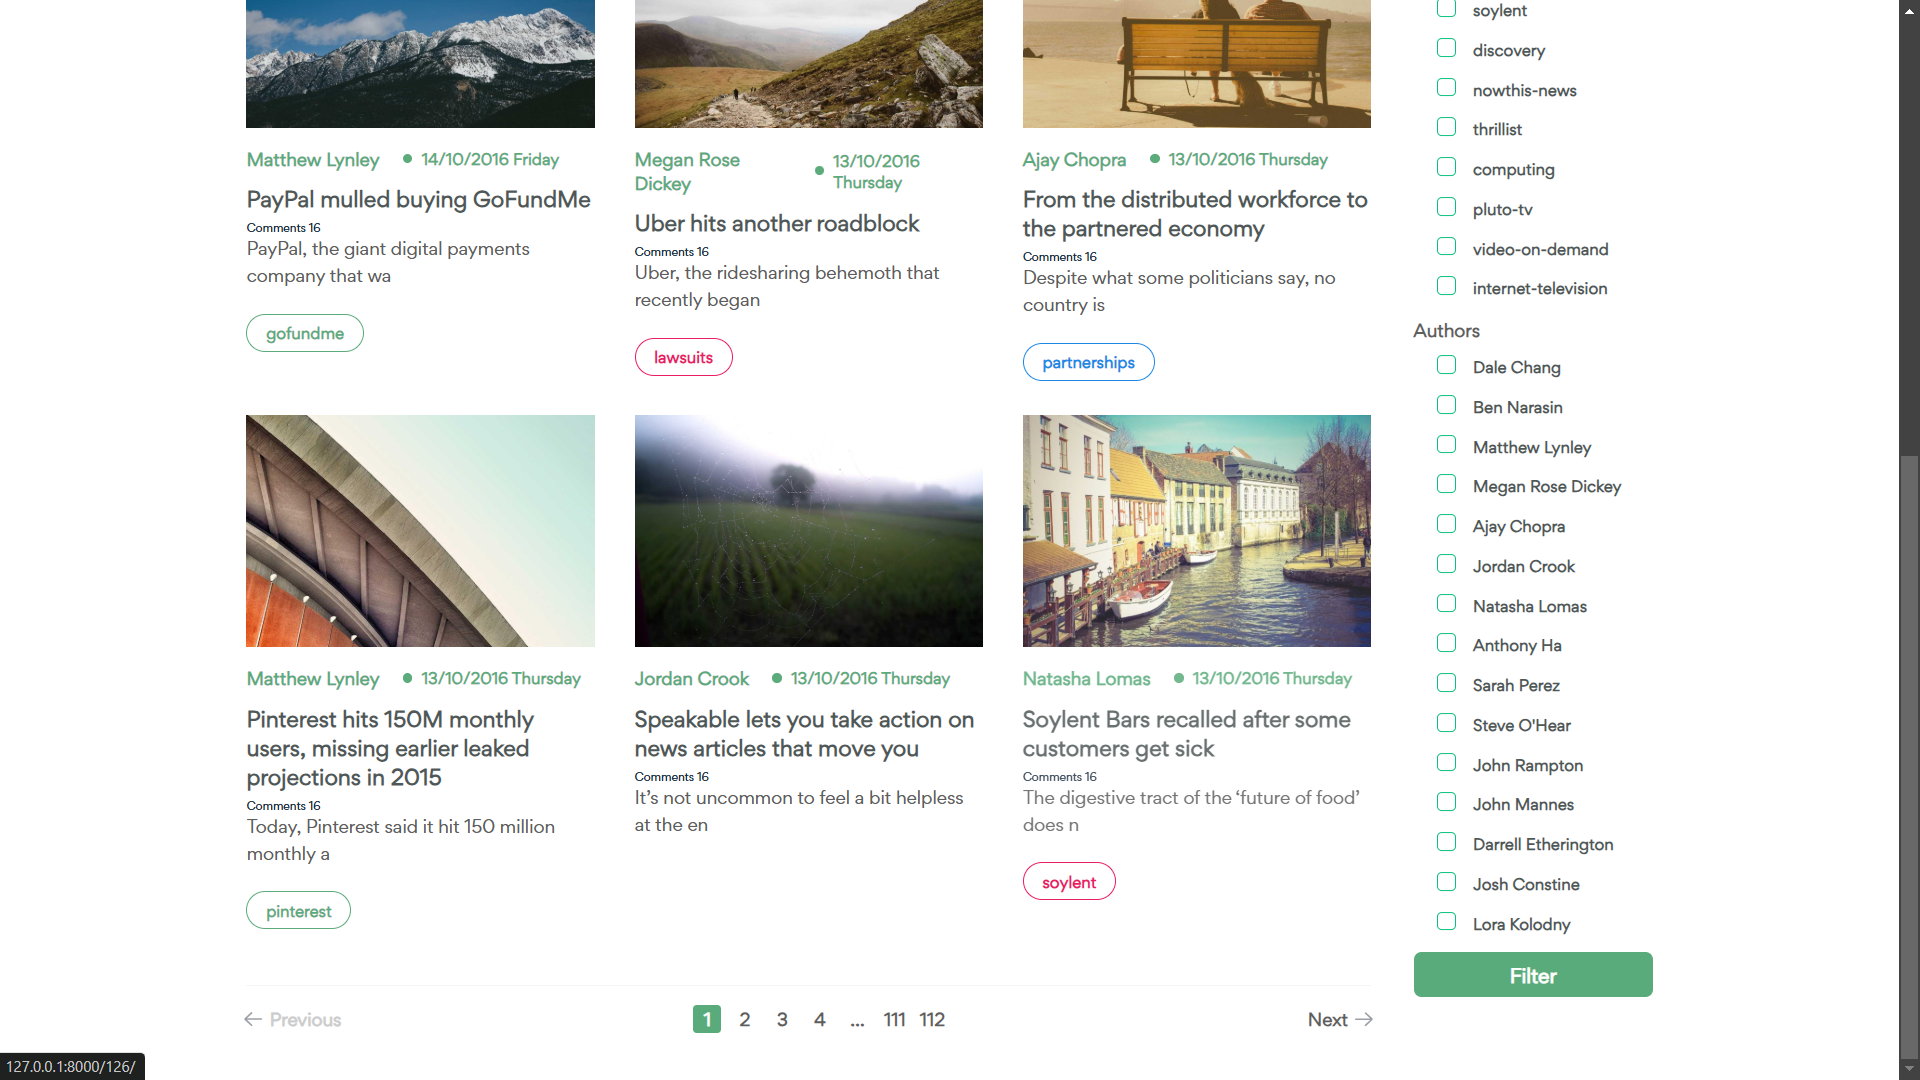 Matthew Lynley
14/10/2016 Friday
PayPal mulled buying GoFundMe
Comments 16
PayPal, the giant digital payments
company that wa
gofundme
Megan Rose
Dickey
13/10/2016
Thursday
Uber hits another roadblock
Comments 16
Uber, the ridesharing behemoth that
recently began
lawsuits
Ajay Chopra
13/10/2016 Thursday
From the distributed workforce to
the partnered economy
Comments 16
Despite what some politicians say, no
country is
partnerships
Matthew Lynley
13/10/2016 Thursday
Pinterest hits 150M monthly
users, missing earlier leaked
projections in 2015
Comments 16
Today, Pinterest said it hit 150 million
monthly a
pinterest
Jordan Crook
13/10/2016 Thursday
Speakable lets you take action on
news articles that move you
Comments 16
It’s not uncommon to feel a bit helpless
at the en
Natasha Lomas
13/10/2016 Thursday
Soylent Bars recalled after some
customers get sick
Comments 16
The digestive tract of the ‘future of food’
does n
soylent
soylent
discovery
nowthis-news
thrillist
computing
pluto-tv
video-on-demand
internet-television
Authors
Dale Chang
Ben Narasin
Matthew Lynley
Megan Rose Dickey
Ajay Chopra
Jordan Crook
Natasha Lomas
Anthony Ha
Sarah Perez
Steve O'Hear
John Rampton
John Mannes
Darrell Etherington
Josh Constine
Lora Kolodny
Filter
← Previous
1 2 3 4 ... 111 112
Next →
127.0.0.1:8000/126/